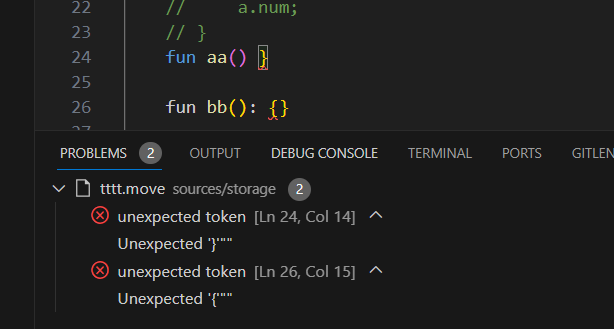 22 //     a.num;
23 // }
24 fun aa() }
25
26 fun bb(): {}
27
PROBLEMS 2 OUTPUT DEBUG CONSOLE TERMINAL PORTS GITLEN
tttt.move sources/storage 2
unexpected token [Ln 24, Col 14]
Unexpected '}'""
unexpected token [Ln 26, Col 15]
Unexpected '{'""